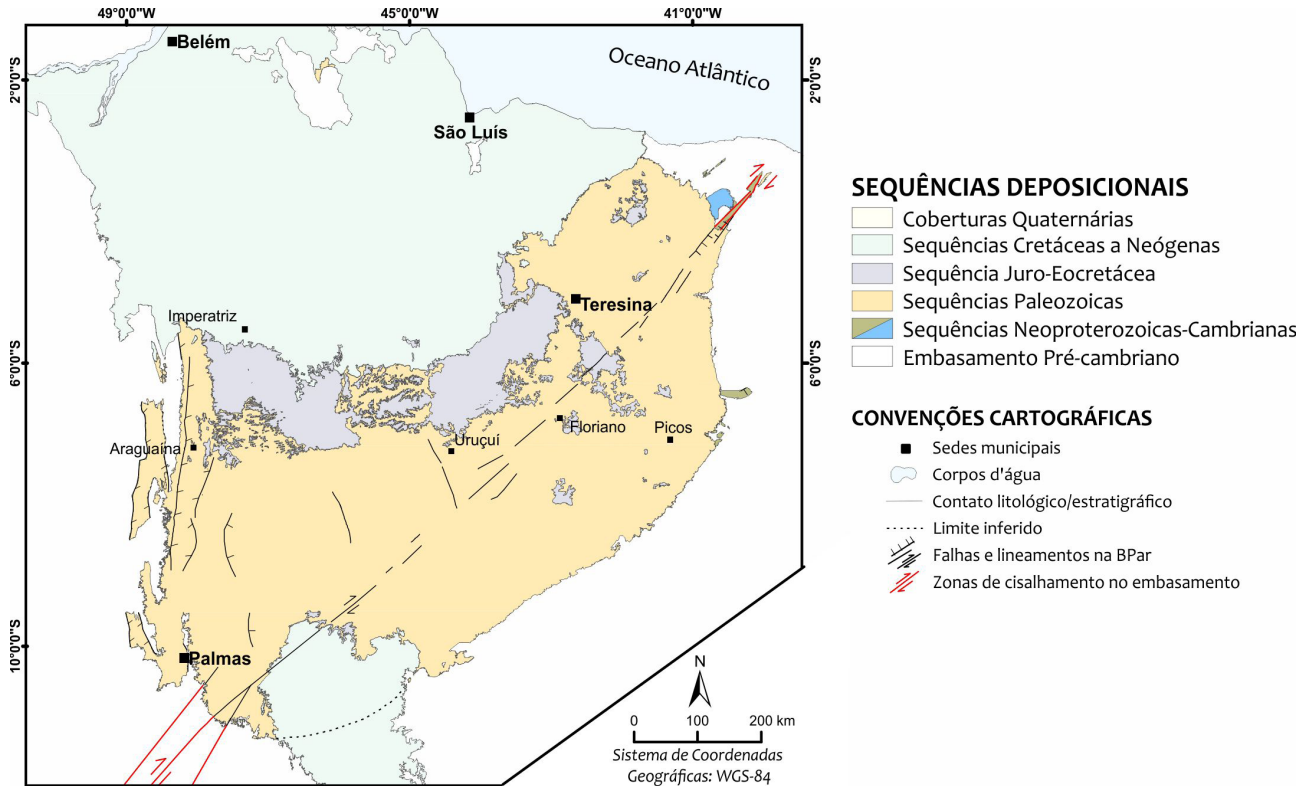 49°0'0"W
45°0'0"W
41°0'0"W
Belém
Oceano Atlântico
2°0'0"S
2°0'0"S
São Luís
SEQUÊNCIAS DEPOSICIONAIS
Coberturas Quaternárias
Sequências Cretáceas a Neógenas
Sequência Juro-Eocretácea
Sequências Paleozoicas
Sequências Neoproterozoicas-Cambrianas
Embasamento Pré-cambriano
Teresina
Imperatriz
6°0'0"S
6°0'0"S
CONVENÇÕES CARTOGRÁFICAS
Sedes municipais
Corpos d'água
Contato litológico/estratigráfico
Limite inferido
Falhas e lineamentos na BPar
Zonas de cisalhamento no embasamento
Floriano
Picos
Uruçuí
Araguaína
10°0'0"S
Palmas
N
0 100 200 km
Sistema de Coordenadas
Geográficas: WGS-84